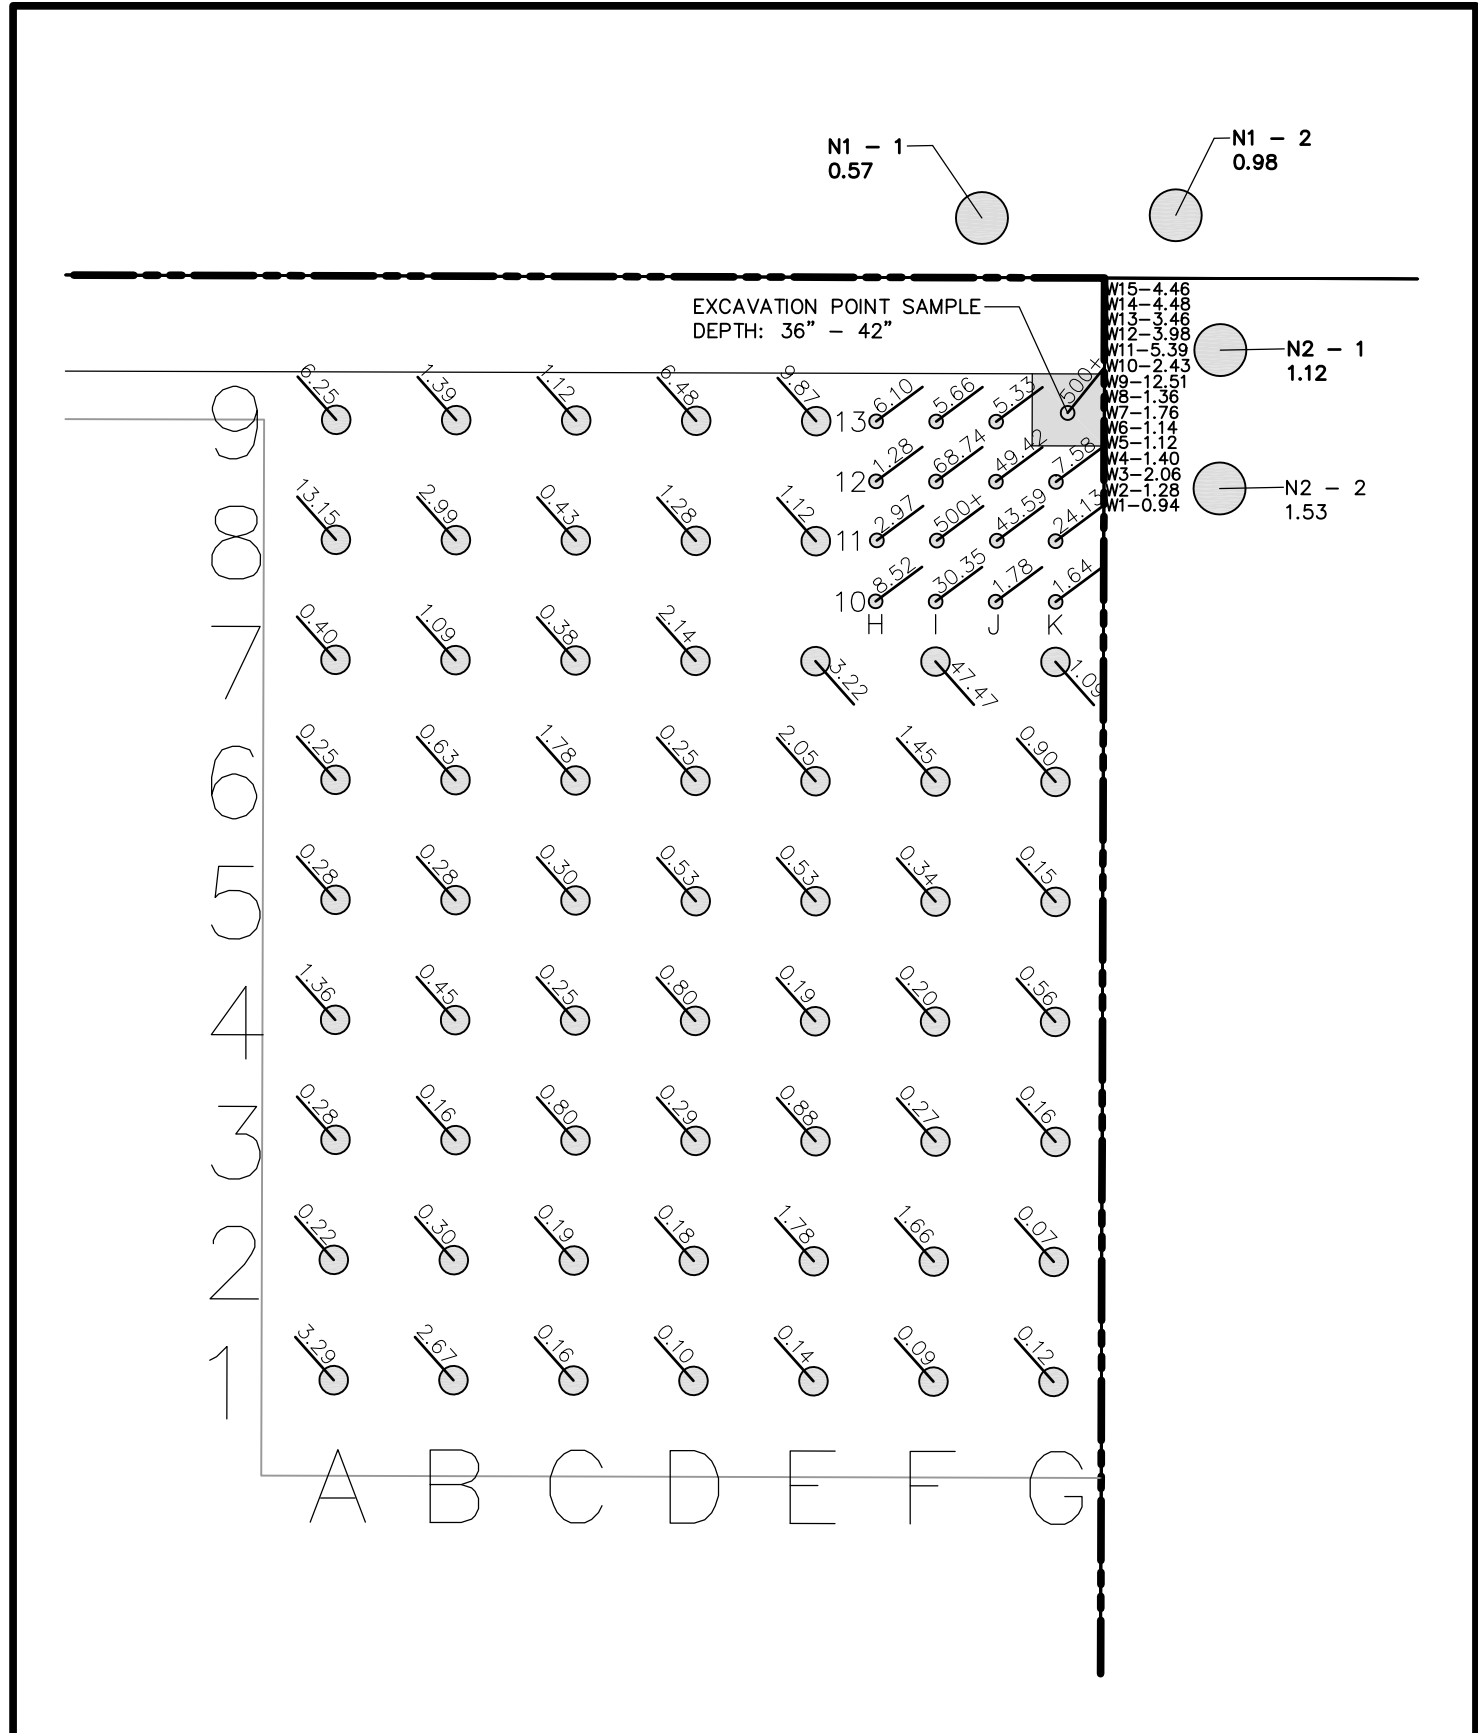 N1 - 1
0.57
N1 - 2
0.98
EXCAVATION POINT SAMPLE
DEPTH: 36" - 42"
W15-4.46
W14-4.48
W13-3.46
W12-3.98
W11-5.39
W10-2.43
W9-12.51
W8-1.36
W7-1.76
W6-1.14
W5-1.12
W4-1.40
W3-2.06
W2-1.28
W1-0.94
N2 - 1
1.12
N2 - 2
1.53
9 6.25 1.39 1.12 6.48 9.87
13 6.10 5.66 5.33 500+
12 1.28 68.74 49.42 7.58
8 13.15 2.99 0.43 1.28 1.12
11 2.97 500+ 43.59 24.13
10 8.52 30.35 1.78 1.64
H I J K
7 0.40 1.09 0.38 2.14 3.22 47.47 1.09
6 0.25 0.63 1.78 0.25 2.05 1.45 0.90
5 0.28 0.28 0.30 0.53 0.53 0.34 0.15
4 1.36 0.45 0.25 0.80 0.19 0.20 0.56
3 0.28 0.16 0.80 0.29 0.88 0.27 0.16
2 0.22 0.30 0.19 0.18 1.78 1.66 0.07
1 3.29 2.67 0.16 0.10 0.14 0.09 0.12
A B C D E F G